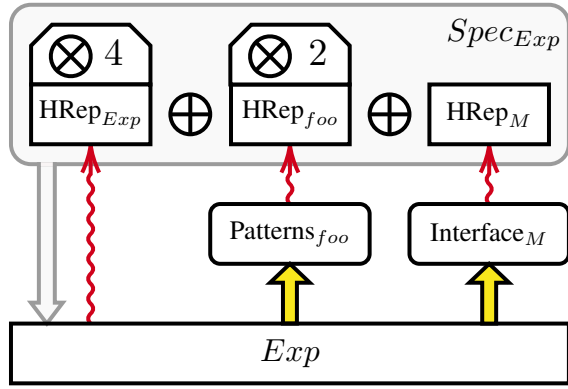 Spec_Exp
⊗ 4
⊗ 2
HRep_Exp ⊕ HRep_foo ⊕ HRep_M
Patterns_foo
Interface_M
Exp